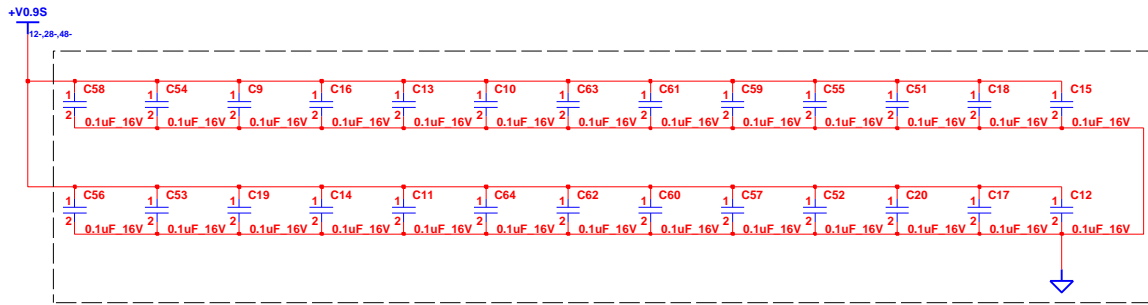 +V0.9S
12-,28-,48-
C58 C54 C9 C16 C13 C10 C63 C61 C59 C55 C51 C18 C15
1 1 1 1 1 1 1 1 1 1 1 1 1
2 2 2 2 2 2 2 2 2 2 2 2 2
0.1uF_16V 0.1uF_16V 0.1uF_16V 0.1uF_16V 0.1uF_16V 0.1uF_16V 0.1uF_16V 0.1uF_16V 0.1uF_16V 0.1uF_16V 0.1uF_16V 0.1uF_16V 0.1uF_16V
C56 C53 C19 C14 C11 C64 C62 C60 C57 C52 C20 C17 C12
1 1 1 1 1 1 1 1 1 1 1 1 1
2 2 2 2 2 2 2 2 2 2 2 2 2
0.1uF_16V 0.1uF_16V 0.1uF_16V 0.1uF_16V 0.1uF_16V 0.1uF_16V 0.1uF_16V 0.1uF_16V 0.1uF_16V 0.1uF_16V 0.1uF_16V 0.1uF_16V 0.1uF_16V